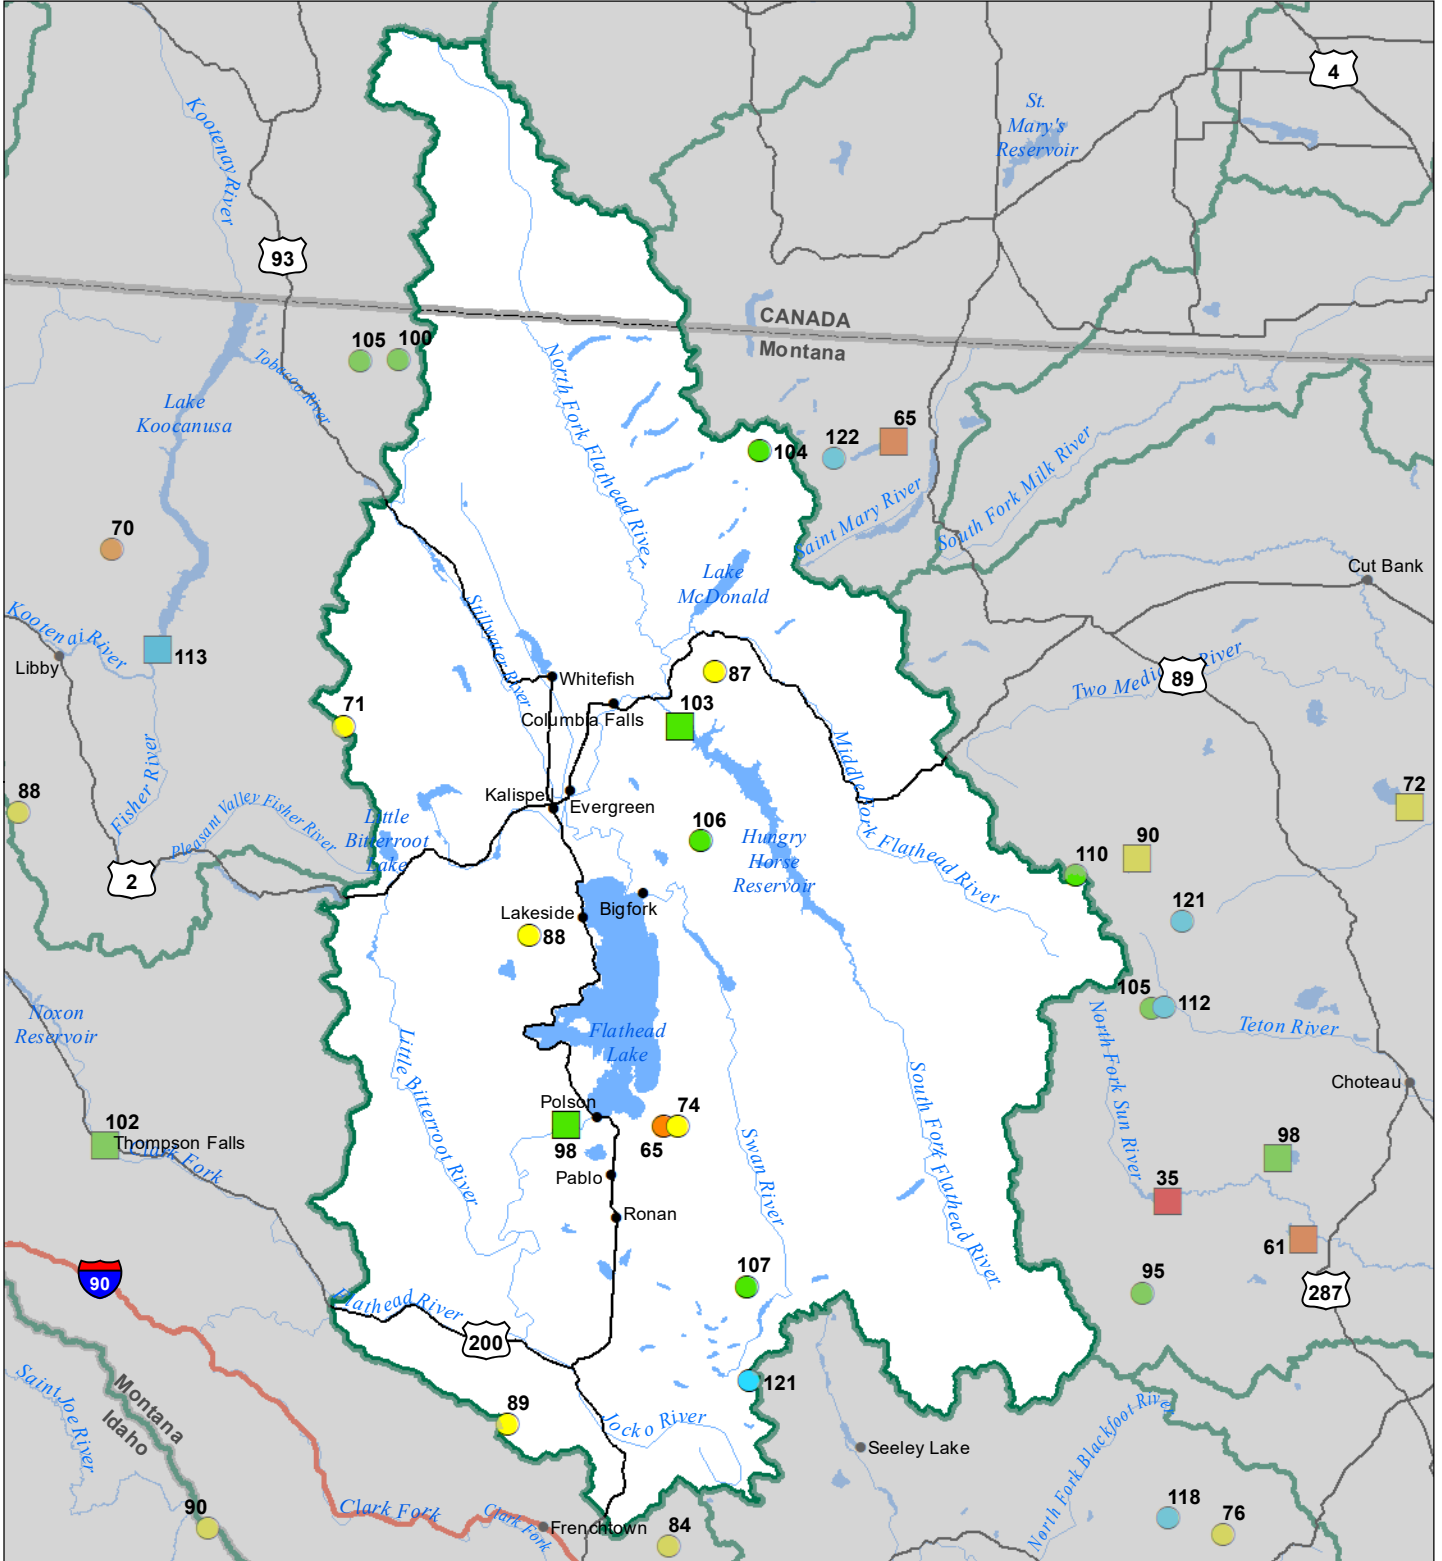 4
St.
Mary's
Reservoir
Kootenay River
93
CANADA
Montana
105
100
Tobacco River
Lake
Koocanusa
North Fork Flathead River
104
122
65
South Fork Milk River
Saint Mary River
70
Lake
McDonald
Cut Bank
Kootenai River
Libby
113
Stillwater River
Whitefish
Columbia Falls
87
103
Two Medicine River
89
71
Fisher River
Middle Fork Flathead River
88
Pleasant Valley Fisher River
Little
Bitterroot
Lake
Kalispell
Evergreen
106
Hungry
Horse
Reservoir
72
90
110
2
Lakeside
Bigfork
88
121
105
112
Noxon
Reservoir
Flathead
Lake
Teton River
North Fork Sun River
Little Bitterroot River
Choteau
102
Thompson Falls
Clark Fork
Polson
98
65
74
Swan River
South Fork Flathead River
98
Pablo
35
Ronan
61
90
107
95
287
Flathead River
200
121
Montana
Idaho
Saint Joe River
89
Jocko River
Seeley Lake
North Fork Blackfoot River
90
Clark Fork
Clark Fork
Frenchtown
84
118
76